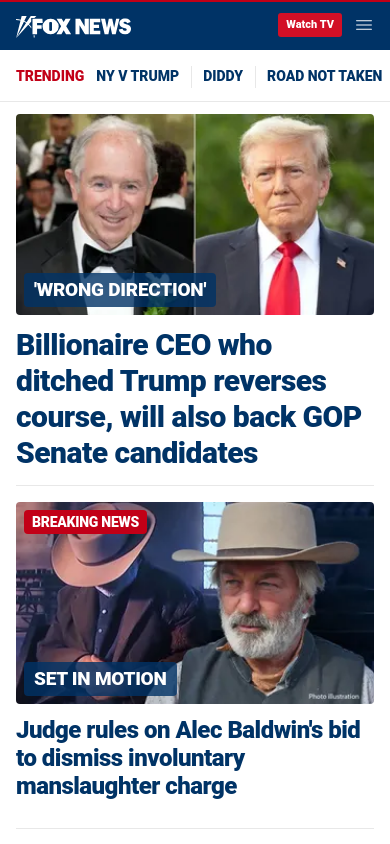 FOX NEWS
Watch TV
TRENDING NY V TRUMP DIDDY ROAD NOT TAKEN
'WRONG DIRECTION'
Billionaire CEO who
ditched Trump reverses
course, will also back GOP
Senate candidates
BREAKING NEWS
SET IN MOTION
Photo illustration
Judge rules on Alec Baldwin's bid
to dismiss involuntary
manslaughter charge